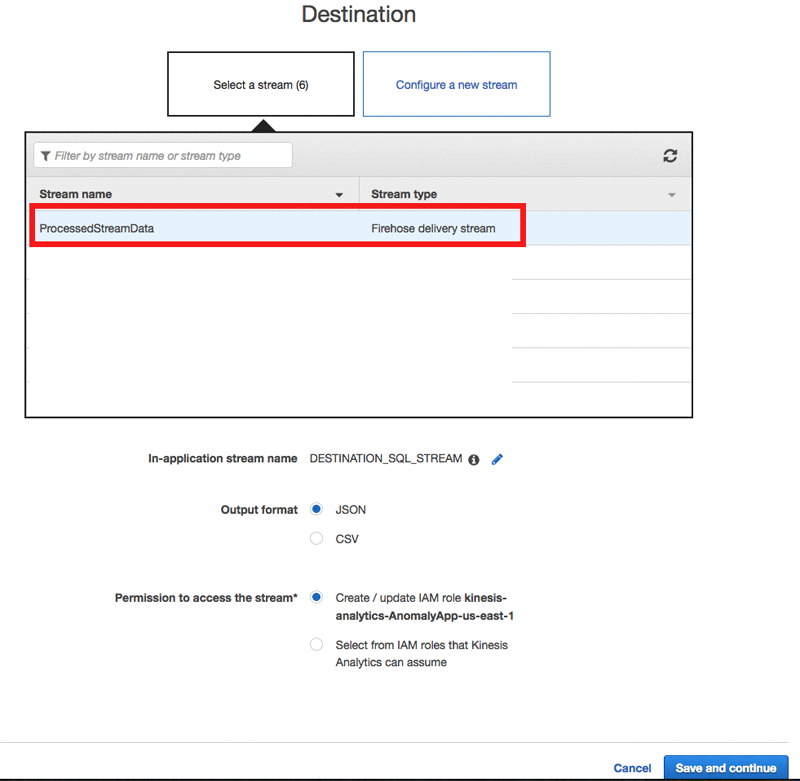 Destination
Select a stream (6)
Configure a new stream
Filter by stream name or stream type
Stream name
Stream type
ProcessedStreamData
Firehose delivery stream
In-application stream name
DESTINATION_SQL_STREAM
Output format
JSON
CSV
Permission to access the stream*
Create / update IAM role kinesis-
analytics-AnomalyApp-us-east-1
Select from IAM roles that Kinesis
Analytics can assume
Cancel
Save and continue